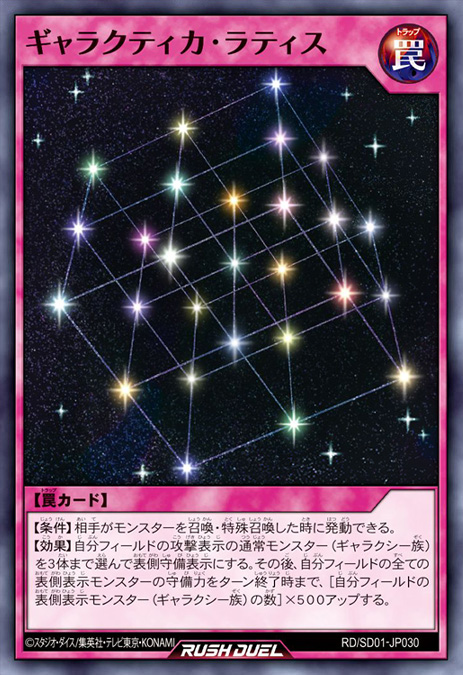 ギャラクティカ・ラティス
トラップ
罠
【罠カード】
【条件】相手がモンスターを召喚・特殊召喚した時に発動できる。
【効果】自分フィールドの攻撃表示の通常モンスター(ギャラクシー族)
を3体まで選んで表側守備表示にする。その後、自分フィールドの全ての
表側表示モンスターの守備力をターン終了時まで、[自分フィールドの
表側表示モンスター(ギャラクシー族)の数]×500アップする。
©スタジオ・ダイス/集英社・テレビ東京・KONAMI
RUSH DUEL
RD/SD01-JP030